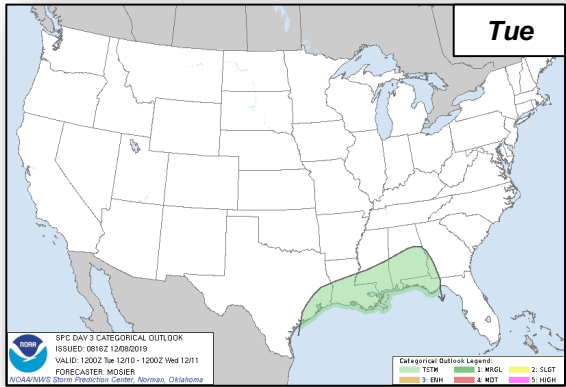 Tue
SPC DAY 3 CATEGORICAL OUTLOOK
ISSUED: 0816Z 12/08/2019
VALID: 1200Z Tue 12/10 - 1200Z Wed 12/11
FORECASTER: MOSIER
NOAA/NWS Storm Prediction Center, Norman, Oklahoma
NOAA
Categorical Outlook Legend:
TSTM 1: MRGL 2: SLGT
3: ENH 4: MDT 5: HIGH